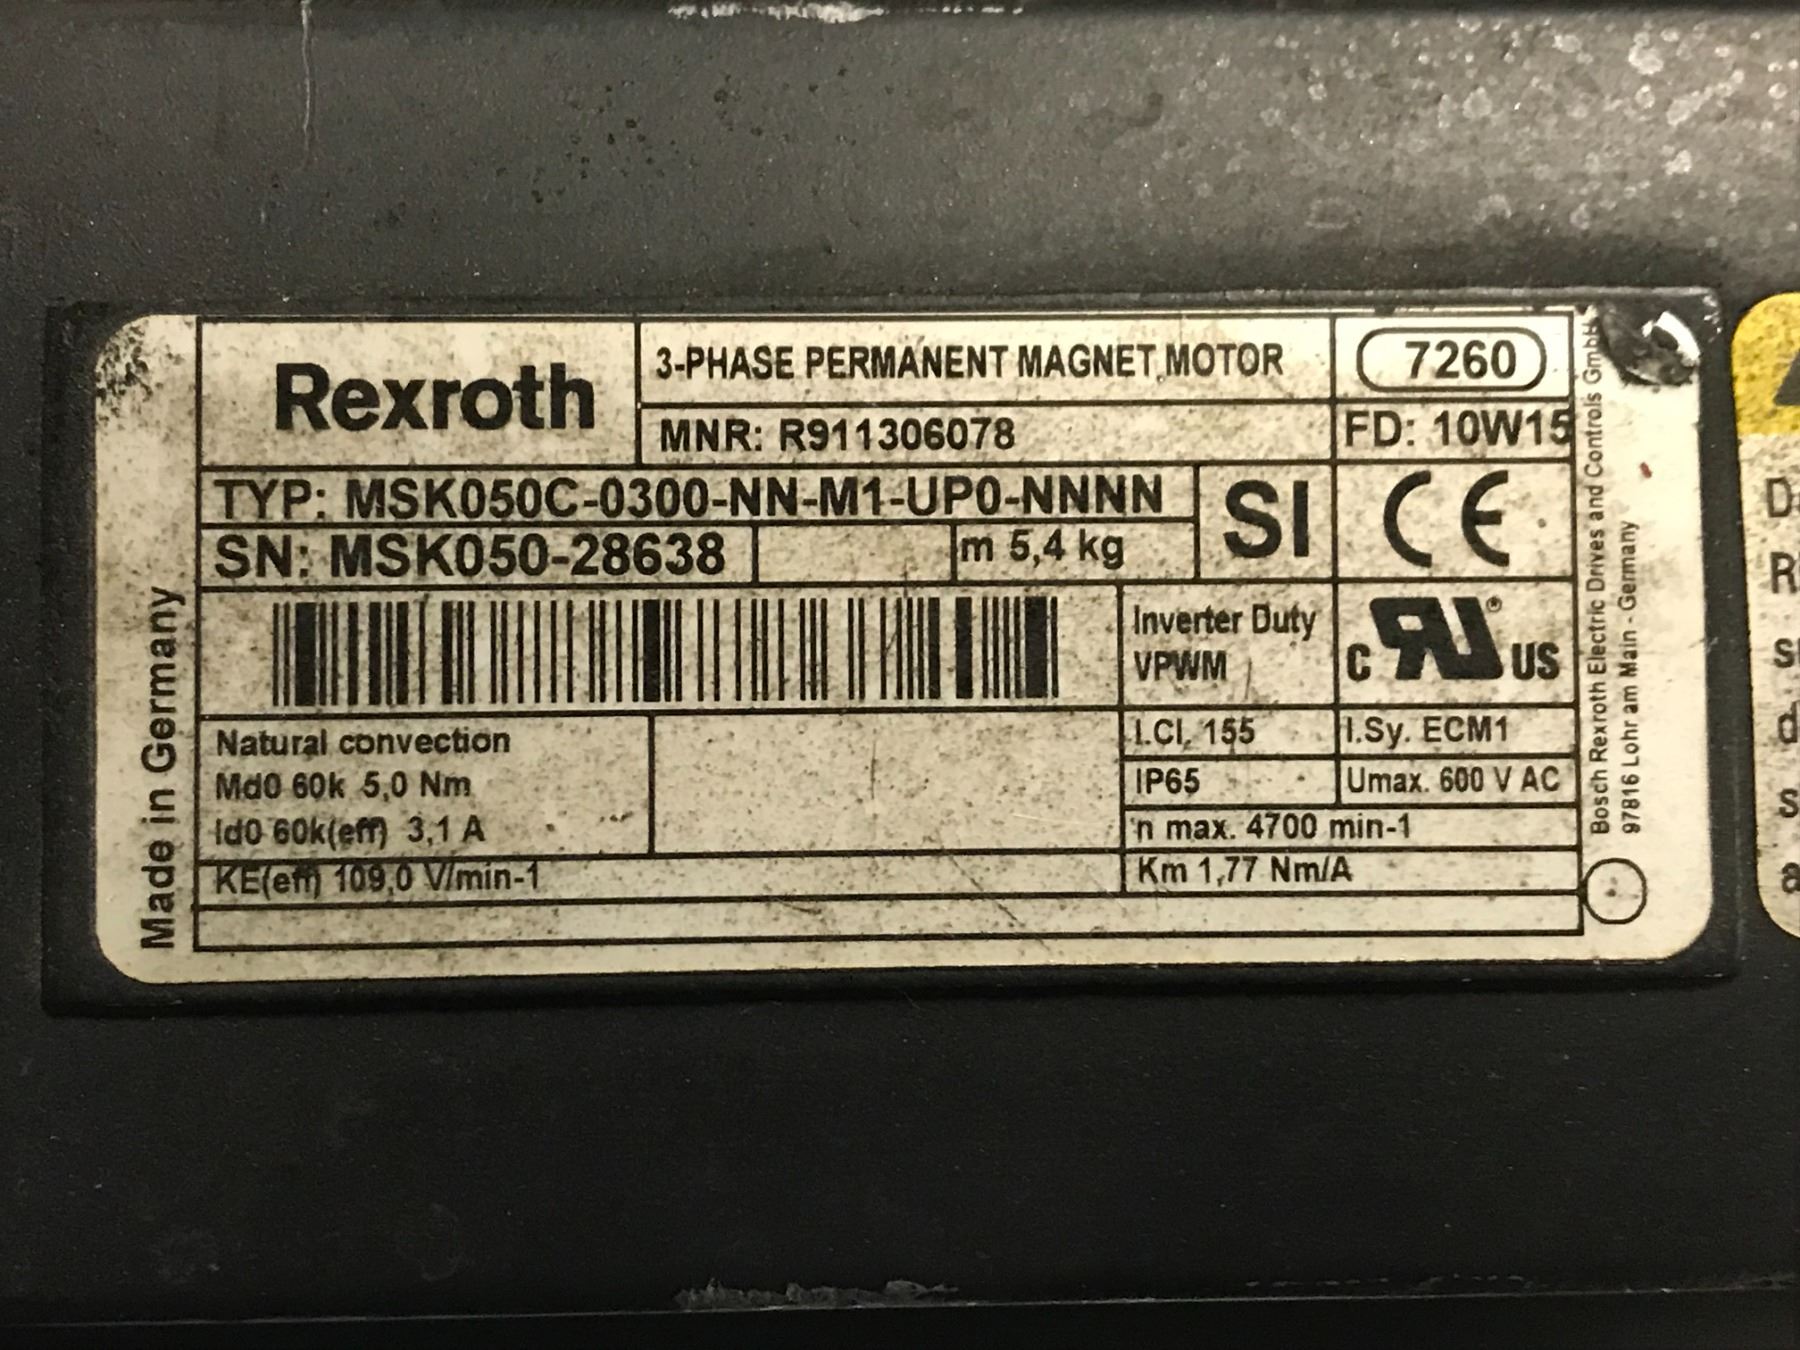 Rexroth
3-PHASE PERMANENT MAGNET MOTOR
7260
MNR: R911306078
FD: 10W15
TYP: MSK050C-0300-NN-M1-UP0-NNNN
SI
CE
SN: MSK050-28638
m 5,4 kg
Inverter Duty
VPWM
C RU® US
Natural convection
Md0 60k 5,0 Nm
Id0 60k(eff) 3,1 A
I.Cl. 155
I.Sy. ECM1
IP65
Umax. 600 V AC
n max. 4700 min-1
KE(eff) 109,0 V/min-1
Km 1,77 Nm/A
Made in Germany
Bosch Rexroth Electric Drives and Controls GmbH
97816 Lohr am Main - Germany